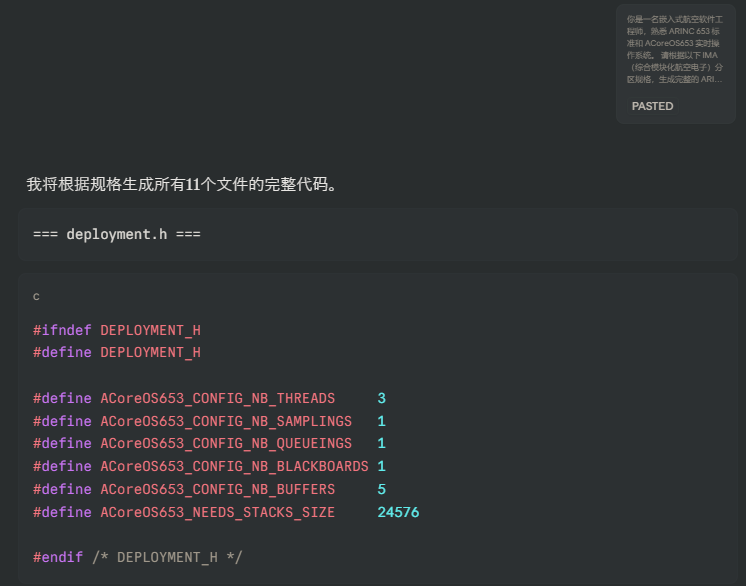 你是一名嵌入式航空软件工
程师，熟悉 ARINC 653 标
准和 ACoreOS653 实时操
作系统。 请根据以下 IMA
（综合模块化航空电子）分
区规格，生成完整的 ARI...
PASTED
我将根据规格生成所有11个文件的完整代码。
=== deployment.h ===
c
#ifndef DEPLOYMENT_H
#define DEPLOYMENT_H
#define ACoreOS653_CONFIG_NB_THREADS     3
#define ACoreOS653_CONFIG_NB_SAMPLINGS   1
#define ACoreOS653_CONFIG_NB_QUEUEINGS   1
#define ACoreOS653_CONFIG_NB_BLACKBOARDS 1
#define ACoreOS653_CONFIG_NB_BUFFERS     5
#define ACoreOS653_NEEDS_STACKS_SIZE     24576
#endif /* DEPLOYMENT_H */